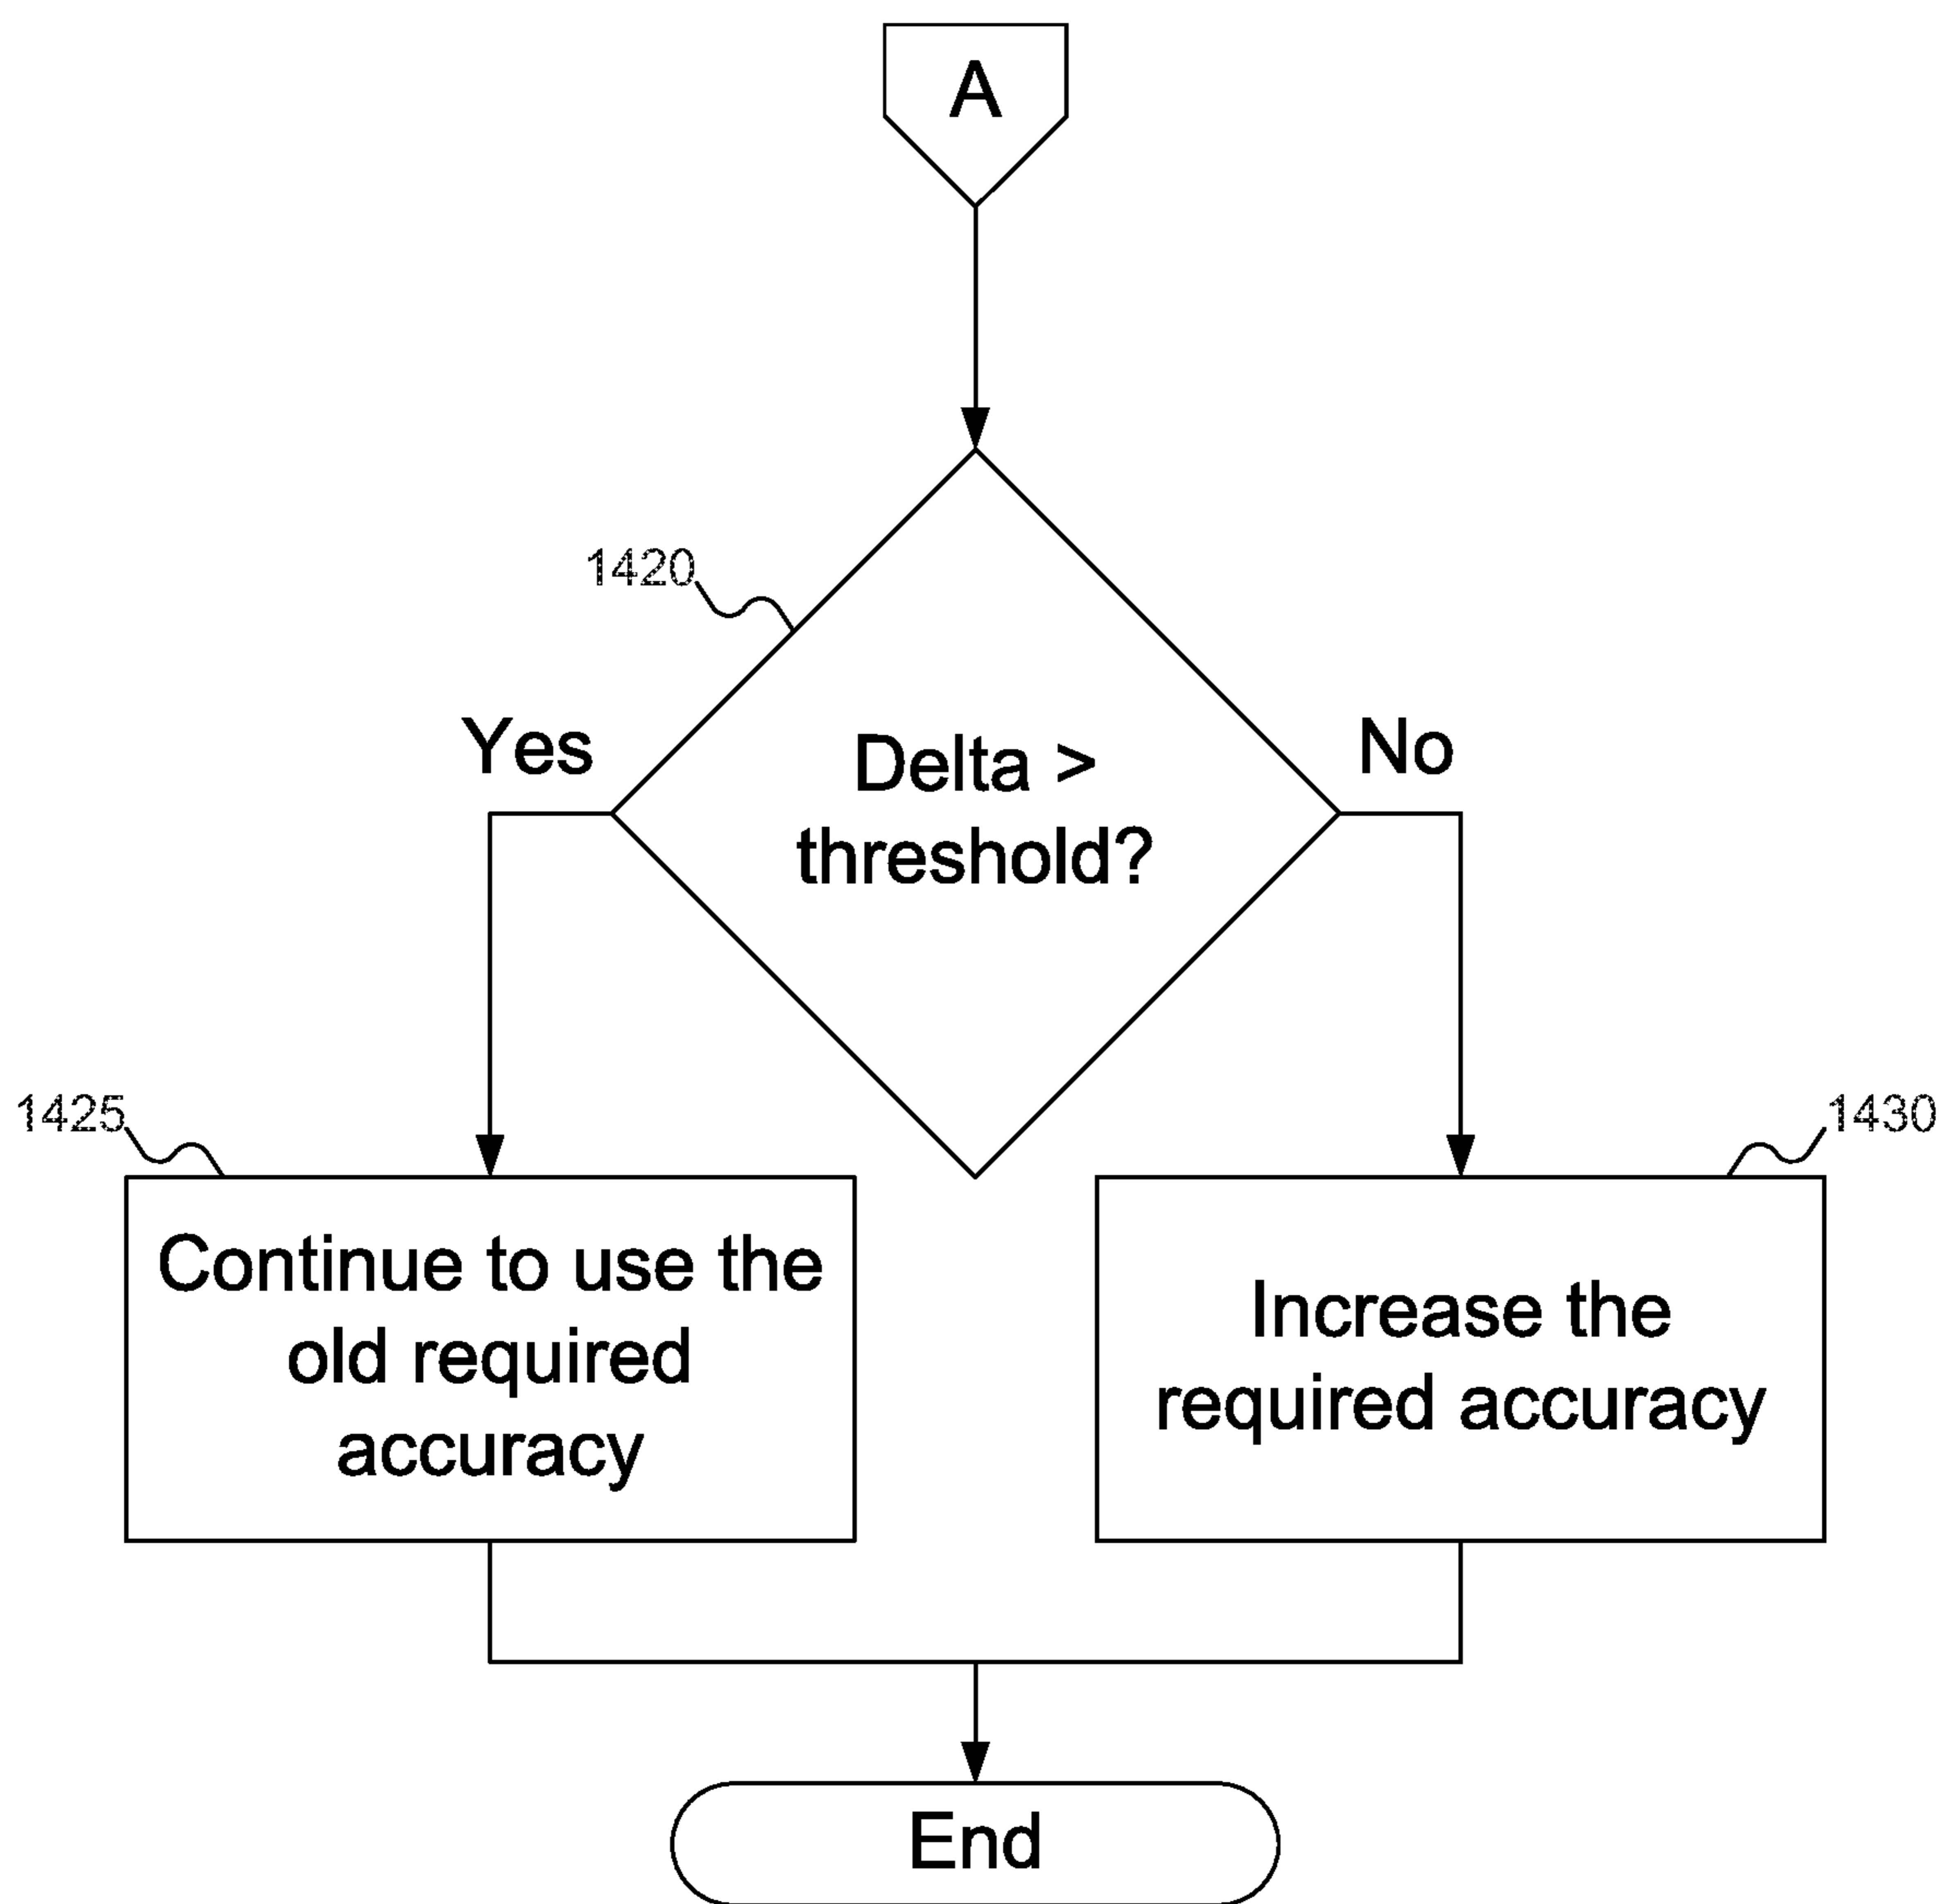 A
1420
Yes
Delta >
threshold?
No
1425
1430
Continue to use the
old required
accuracy
Increase the
required accuracy
End